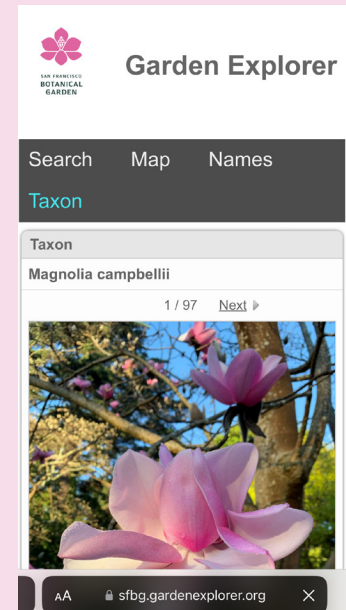 SAN FRANCISCO
BOTANICAL
GARDEN
Garden Explorer
Search Map Names
Taxon
Taxon
Magnolia campbellii
1 / 97 Next
AA sfbg.gardenexplorer.org